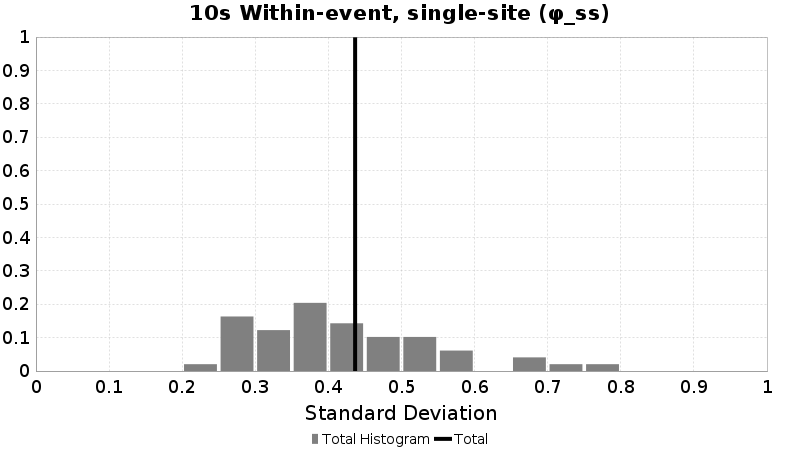 10s Within-event, single-site (φ_ss)
1
0.9
0.8
0.7
0.6
0.5
0.4
0.3
0.2
0.1
0
0 0.1 0.2 0.3 0.4 0.5 0.6 0.7 0.8 0.9 1
Standard Deviation
Total Histogram Total